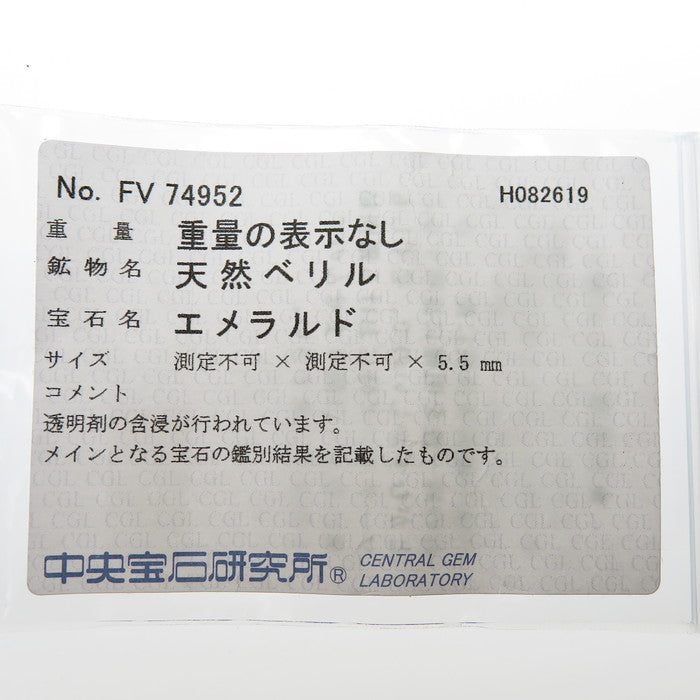 No. FV 74952 H082619
重量 重量の表示なし
鉱物名 天然ベリル
宝石名 エメラルド
サイズ 測定不可 × 測定不可 × 5.5 mm
コメント
透明剤の含浸が行われています。
メインとなる宝石の鑑別結果を記載したものです。
中央宝石研究所® CENTRAL GEM
LABORATORY